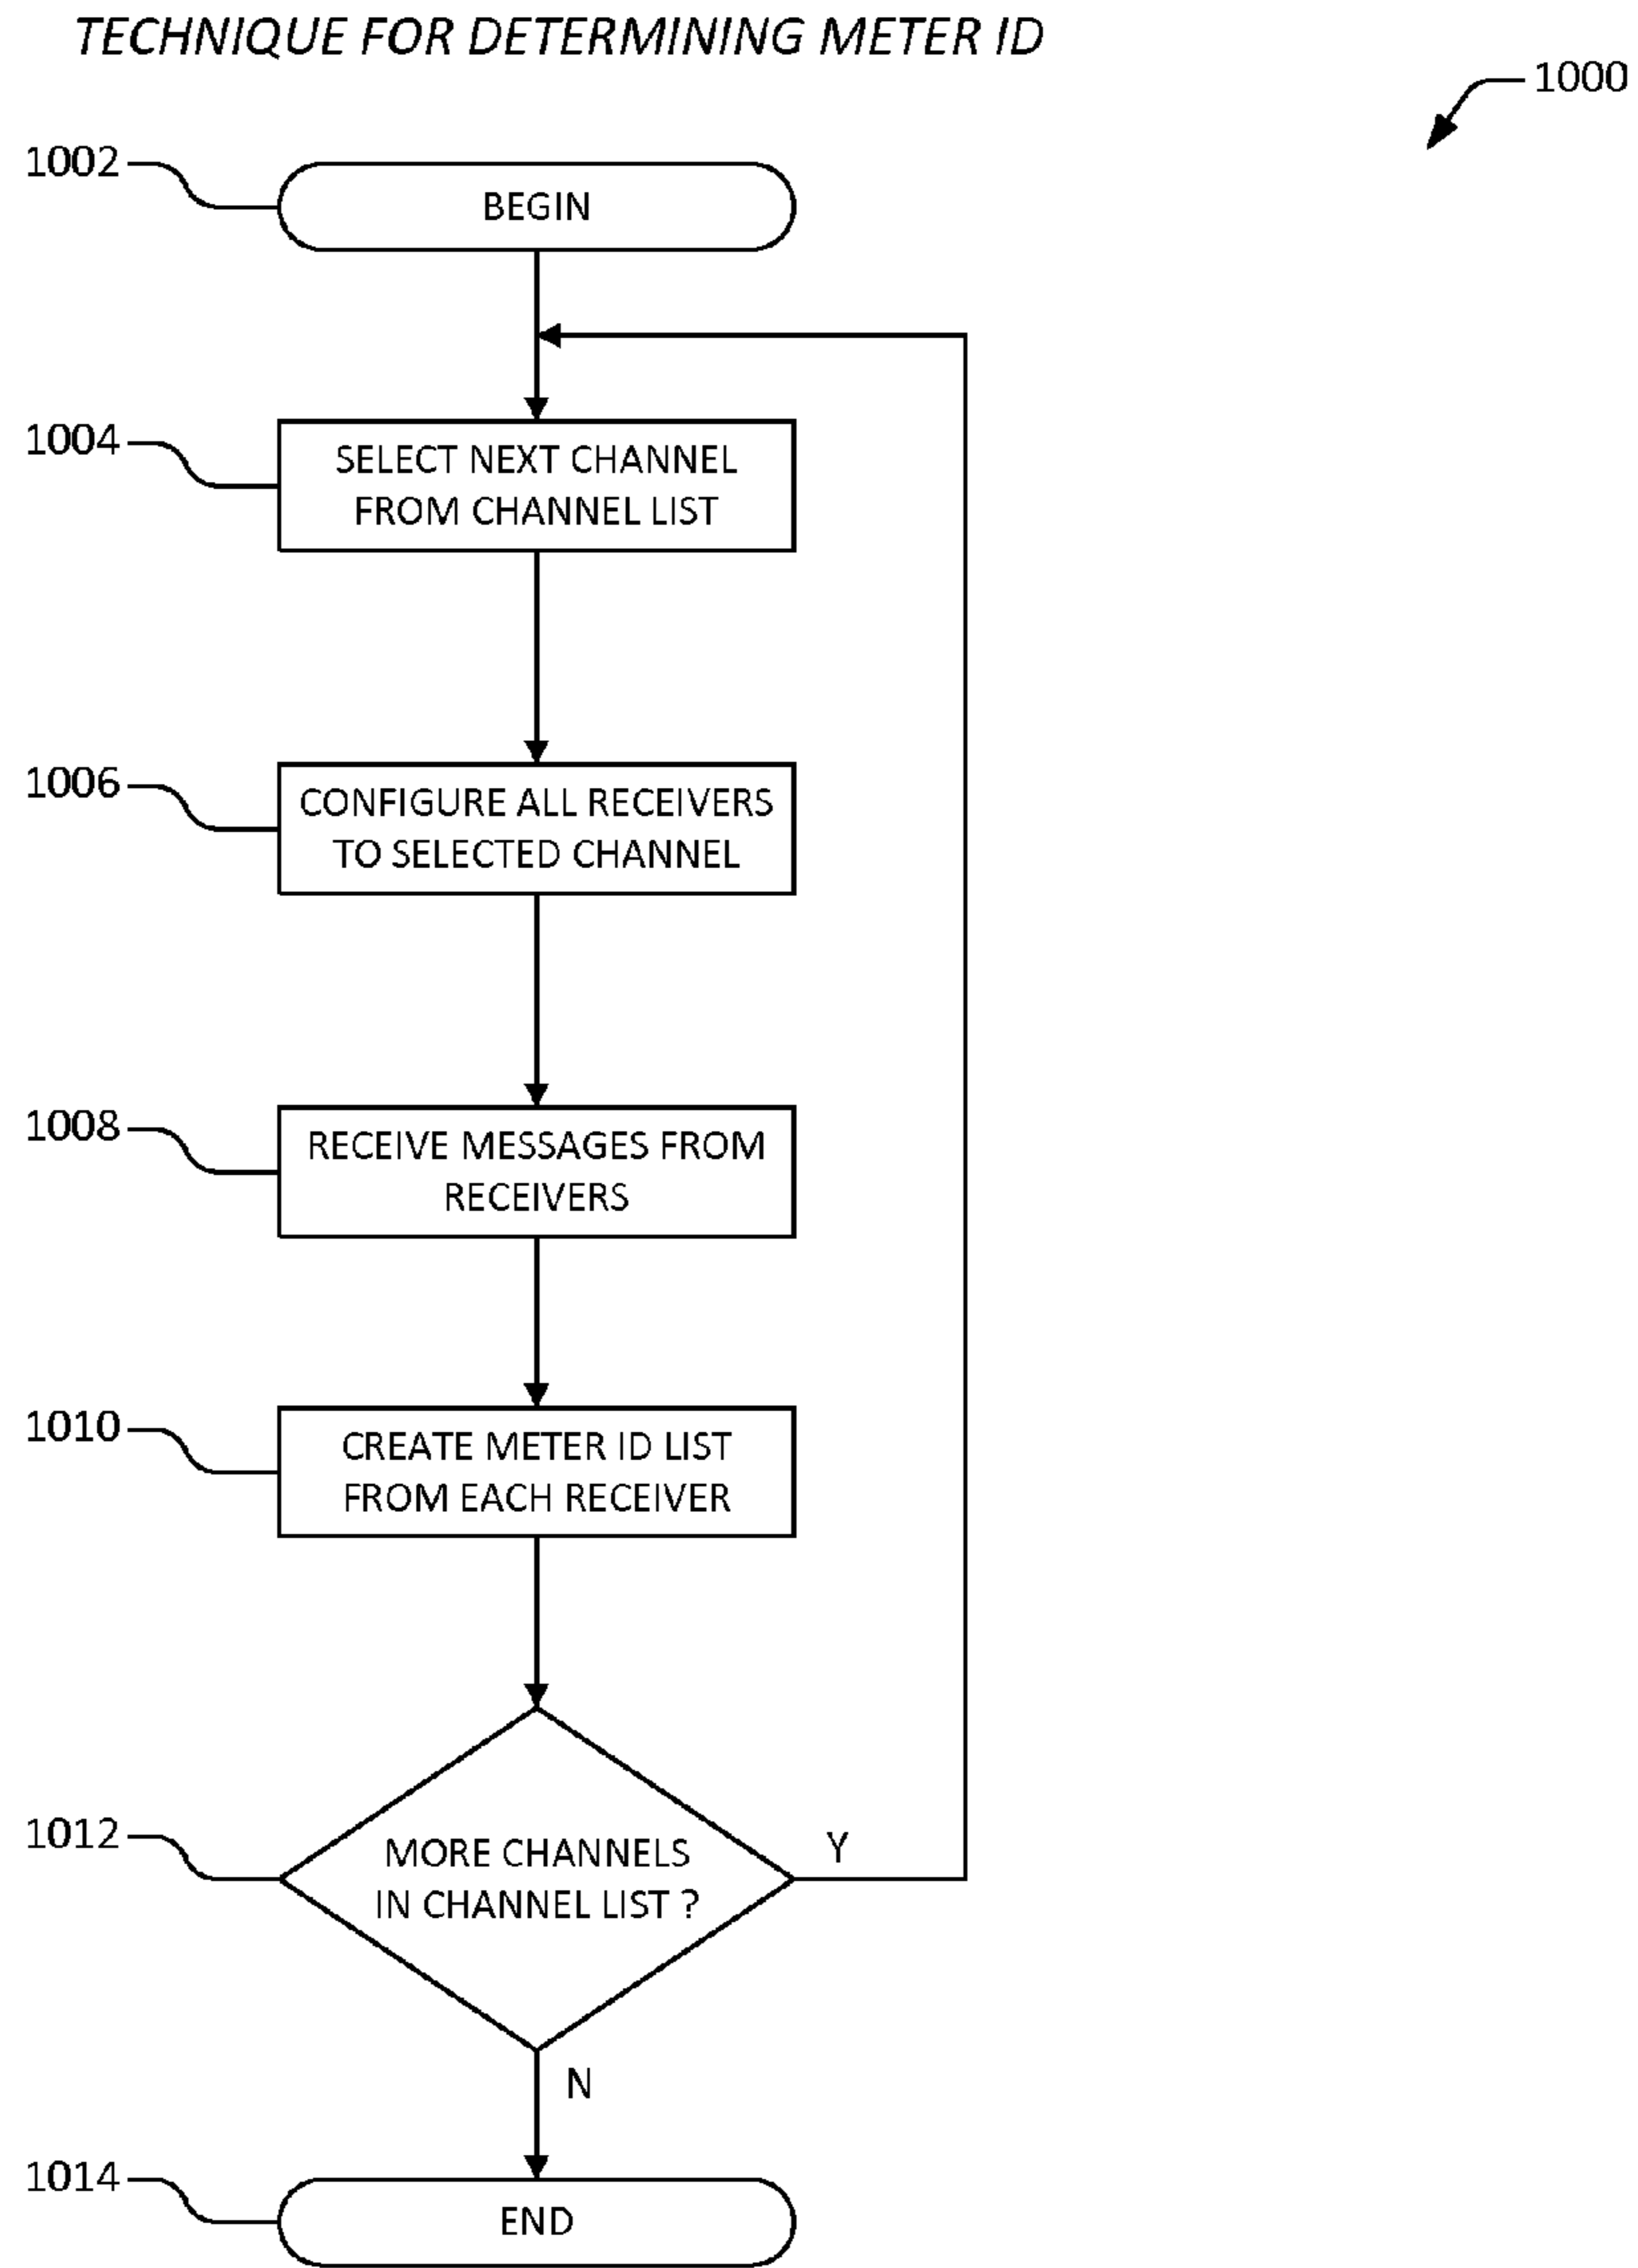 TECHNIQUE FOR DETERMINING METER ID
1000
1002
BEGIN
1004
SELECT NEXT CHANNEL
FROM CHANNEL LIST
1006
CONFIGURE ALL RECEIVERS
TO SELECTED CHANNEL
1008
RECEIVE MESSAGES FROM
RECEIVERS
1010
CREATE METER ID LIST
FROM EACH RECEIVER
1012
MORE CHANNELS
IN CHANNEL LIST ?
Y
N
1014
END